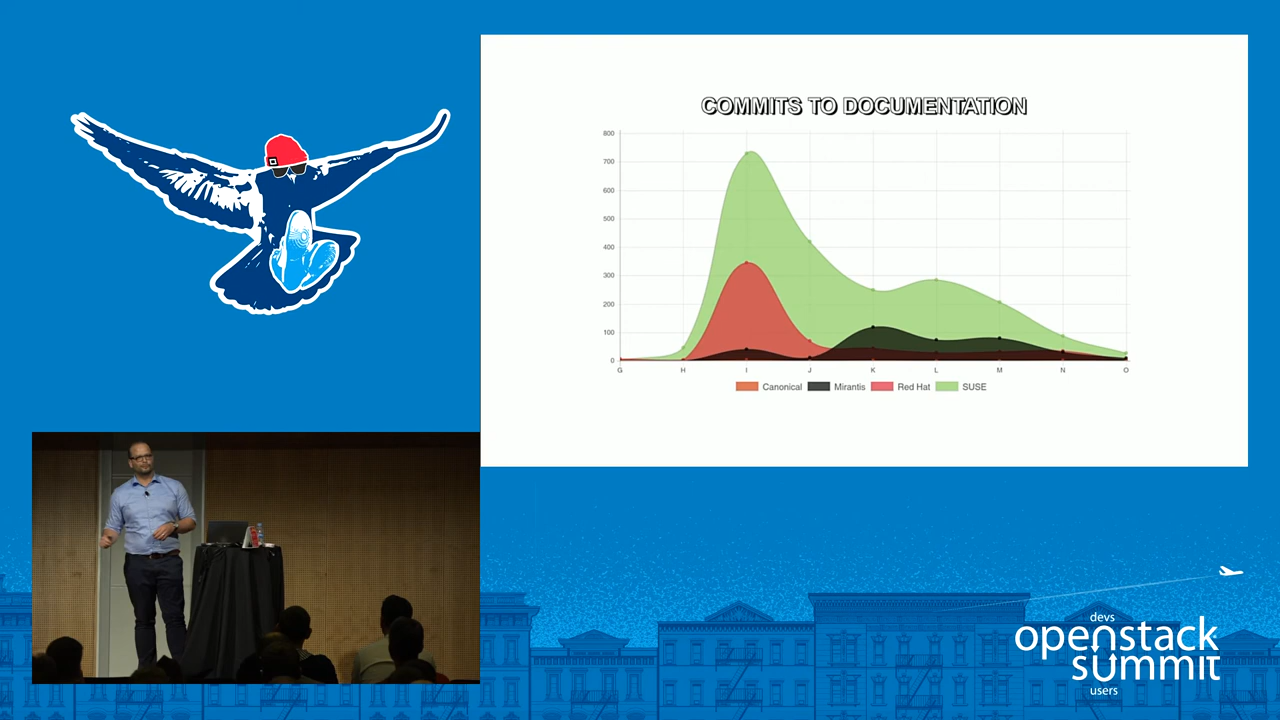 COMMITS TO DOCUMENTATION
800
700
600
500
400
300
200
100
0
G H I J K L M N O
Canonical Mirantis Red Hat SUSE
devs
openstack
summit
users